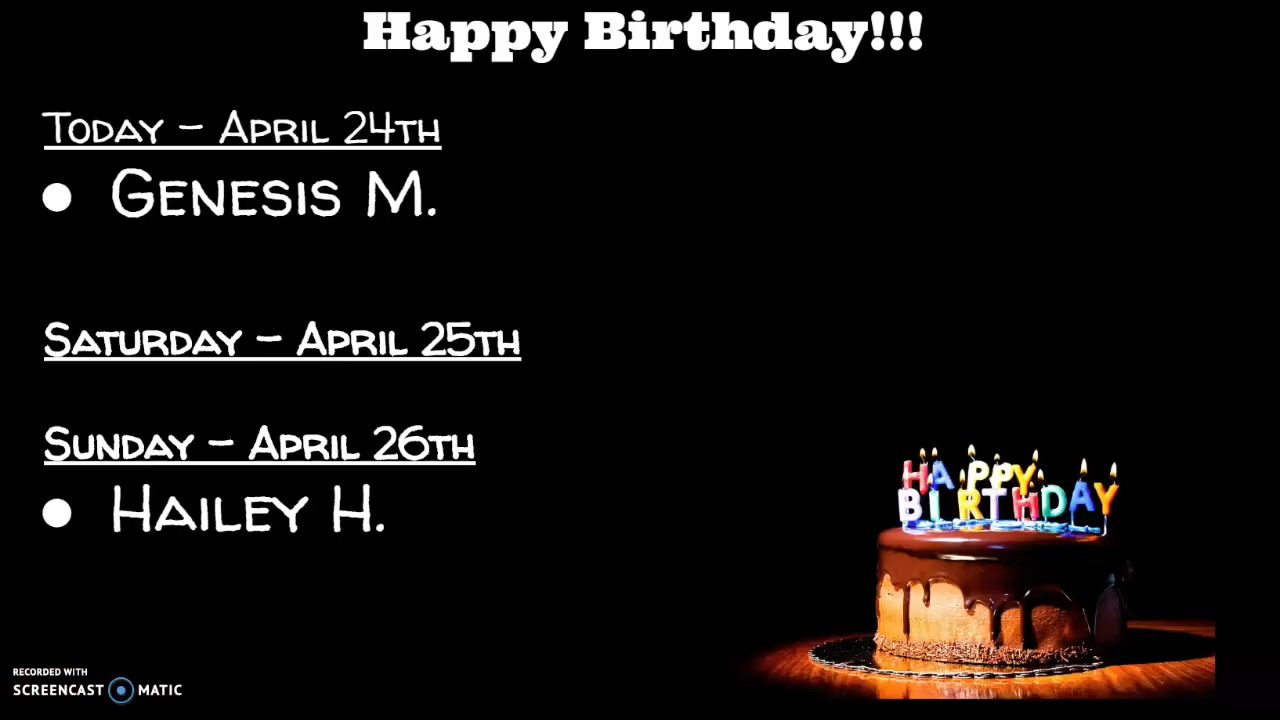 Happy Birthday!!!
Today - April 24th
● Genesis M.
Saturday - April 25th
Sunday - April 26th
● Hailey H.
HAPPY
BIRTHDAY
RECORDED WITH
SCREENCAST MATIC